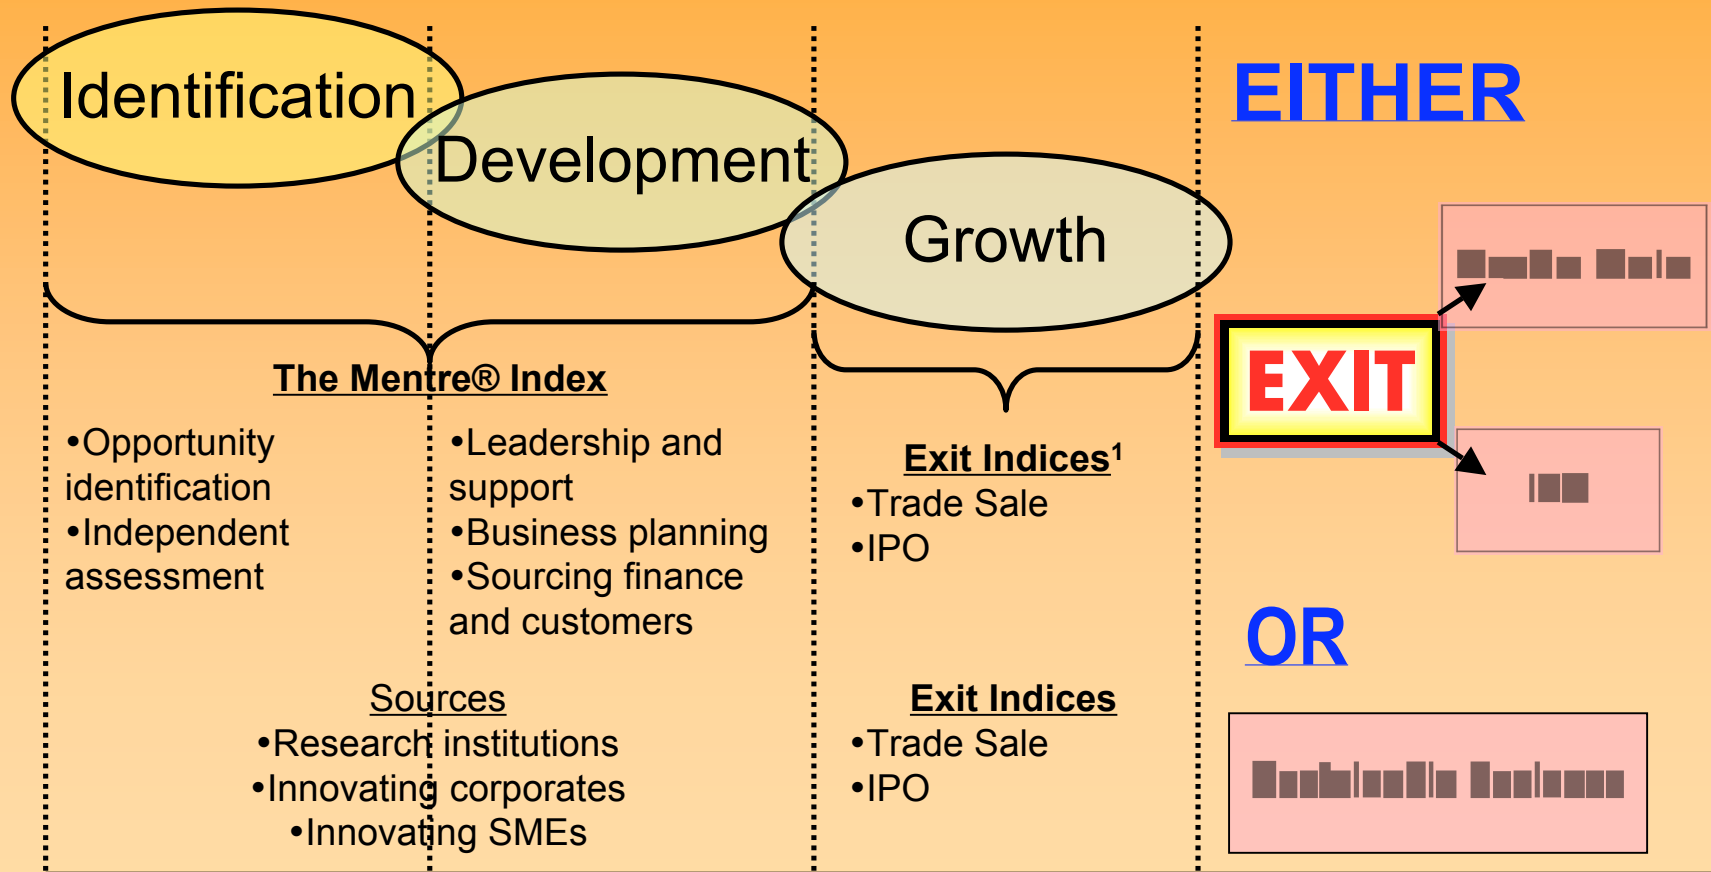 Identification
Development
Growth
EITHER
EXIT
The Mentre® Index
•Opportunity
identification
•Independent
assessment
•Leadership and
support
•Business planning
•Sourcing finance
and customers
Exit Indices¹
•Trade Sale
•IPO
OR
Sources
•Research institutions
•Innovating corporates
•Innovating SMEs
Exit Indices
•Trade Sale
•IPO